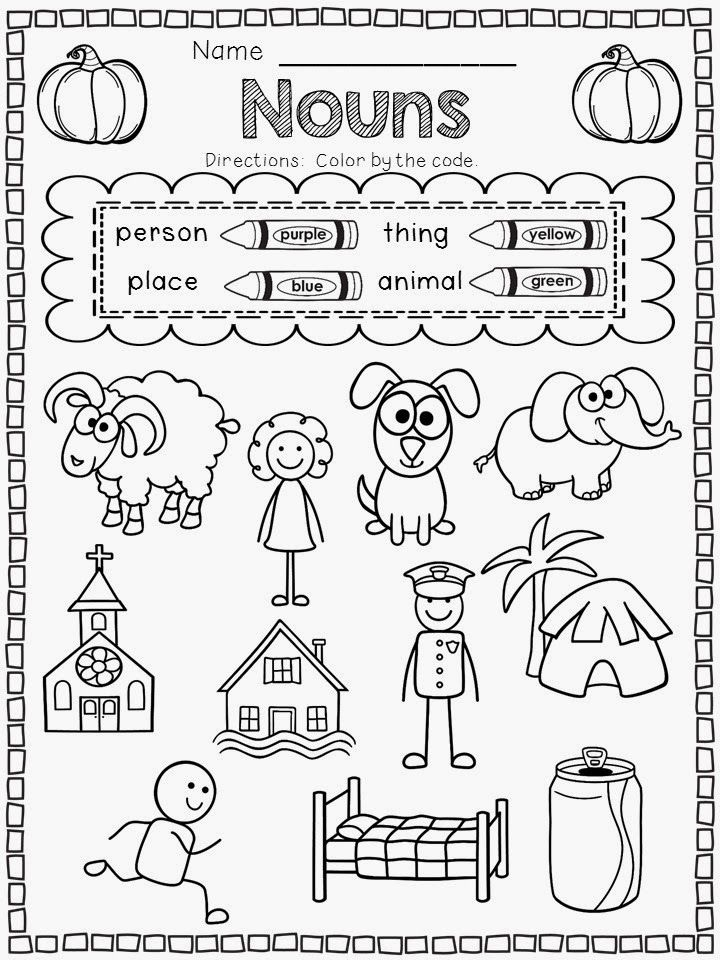 Name
Nouns
Directions: Color by the code.
person purple thing yellow
place blue animal green